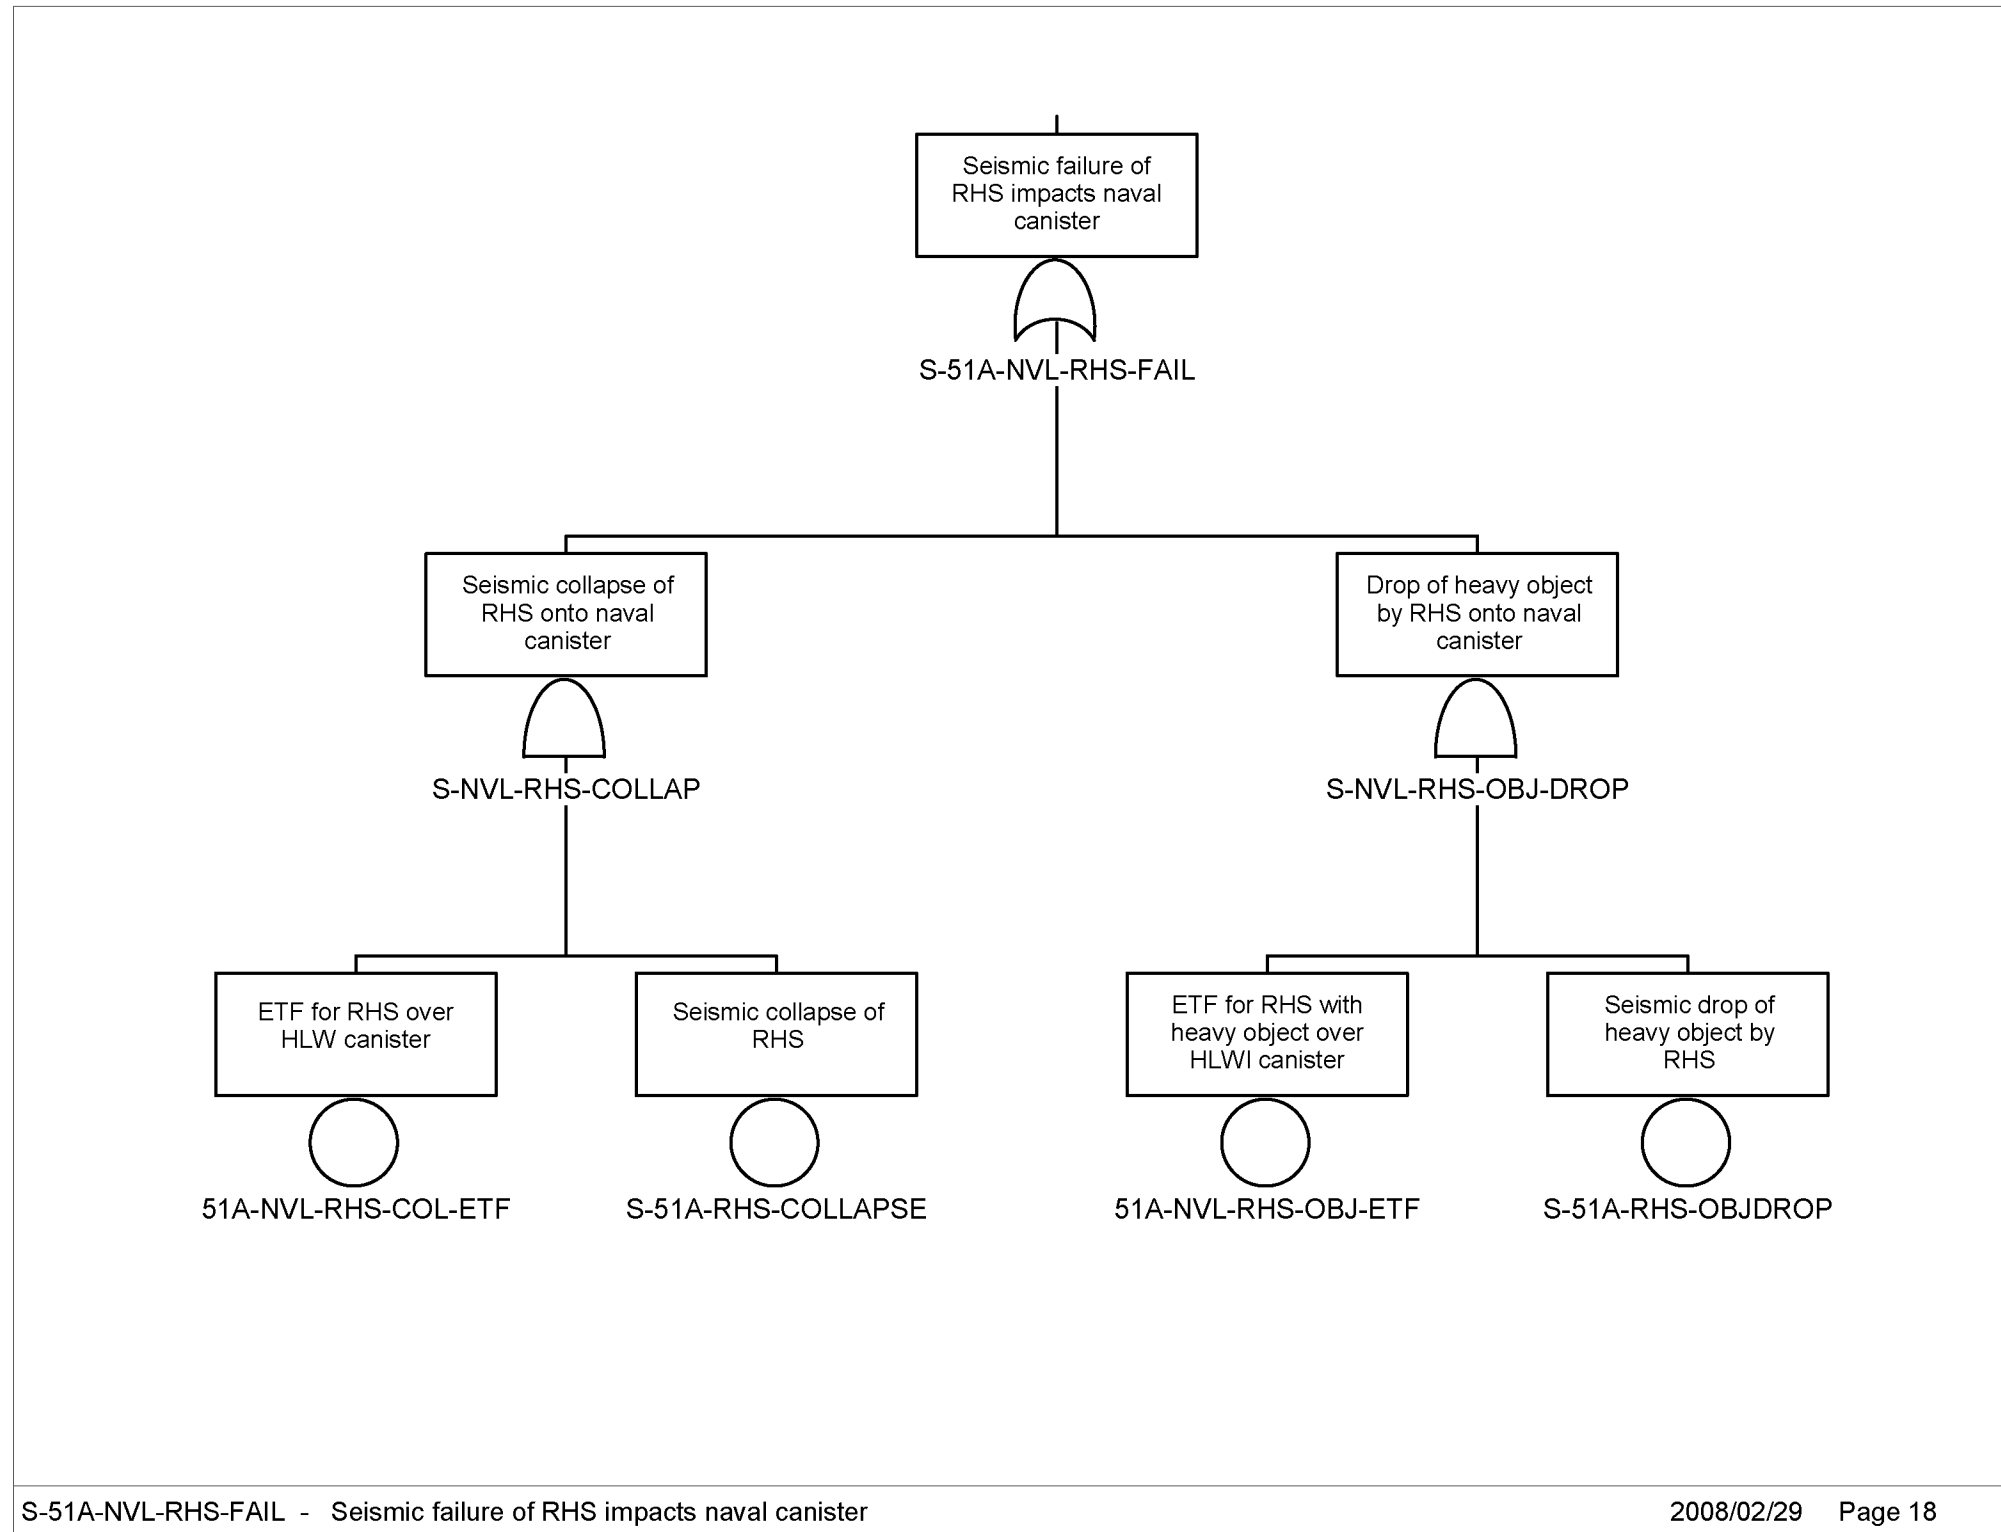 Seismic failure of
RHS impacts naval
canister
S-51A-NVL-RHS-FAIL
Seismic collapse of
RHS onto naval
canister
S-NVL-RHS-COLLAP
Drop of heavy object
by RHS onto naval
canister
S-NVL-RHS-OBJ-DROP
ETF for RHS over
HLW canister
51A-NVL-RHS-COL-ETF
Seismic collapse of
RHS
S-51A-RHS-COLLAPSE
ETF for RHS with
heavy object over
HLWI canister
51A-NVL-RHS-OBJ-ETF
Seismic drop of
heavy object by
RHS
S-51A-RHS-OBJDROP
S-51A-NVL-RHS-FAIL - Seismic failure of RHS impacts naval canister
2008/02/29 Page 18